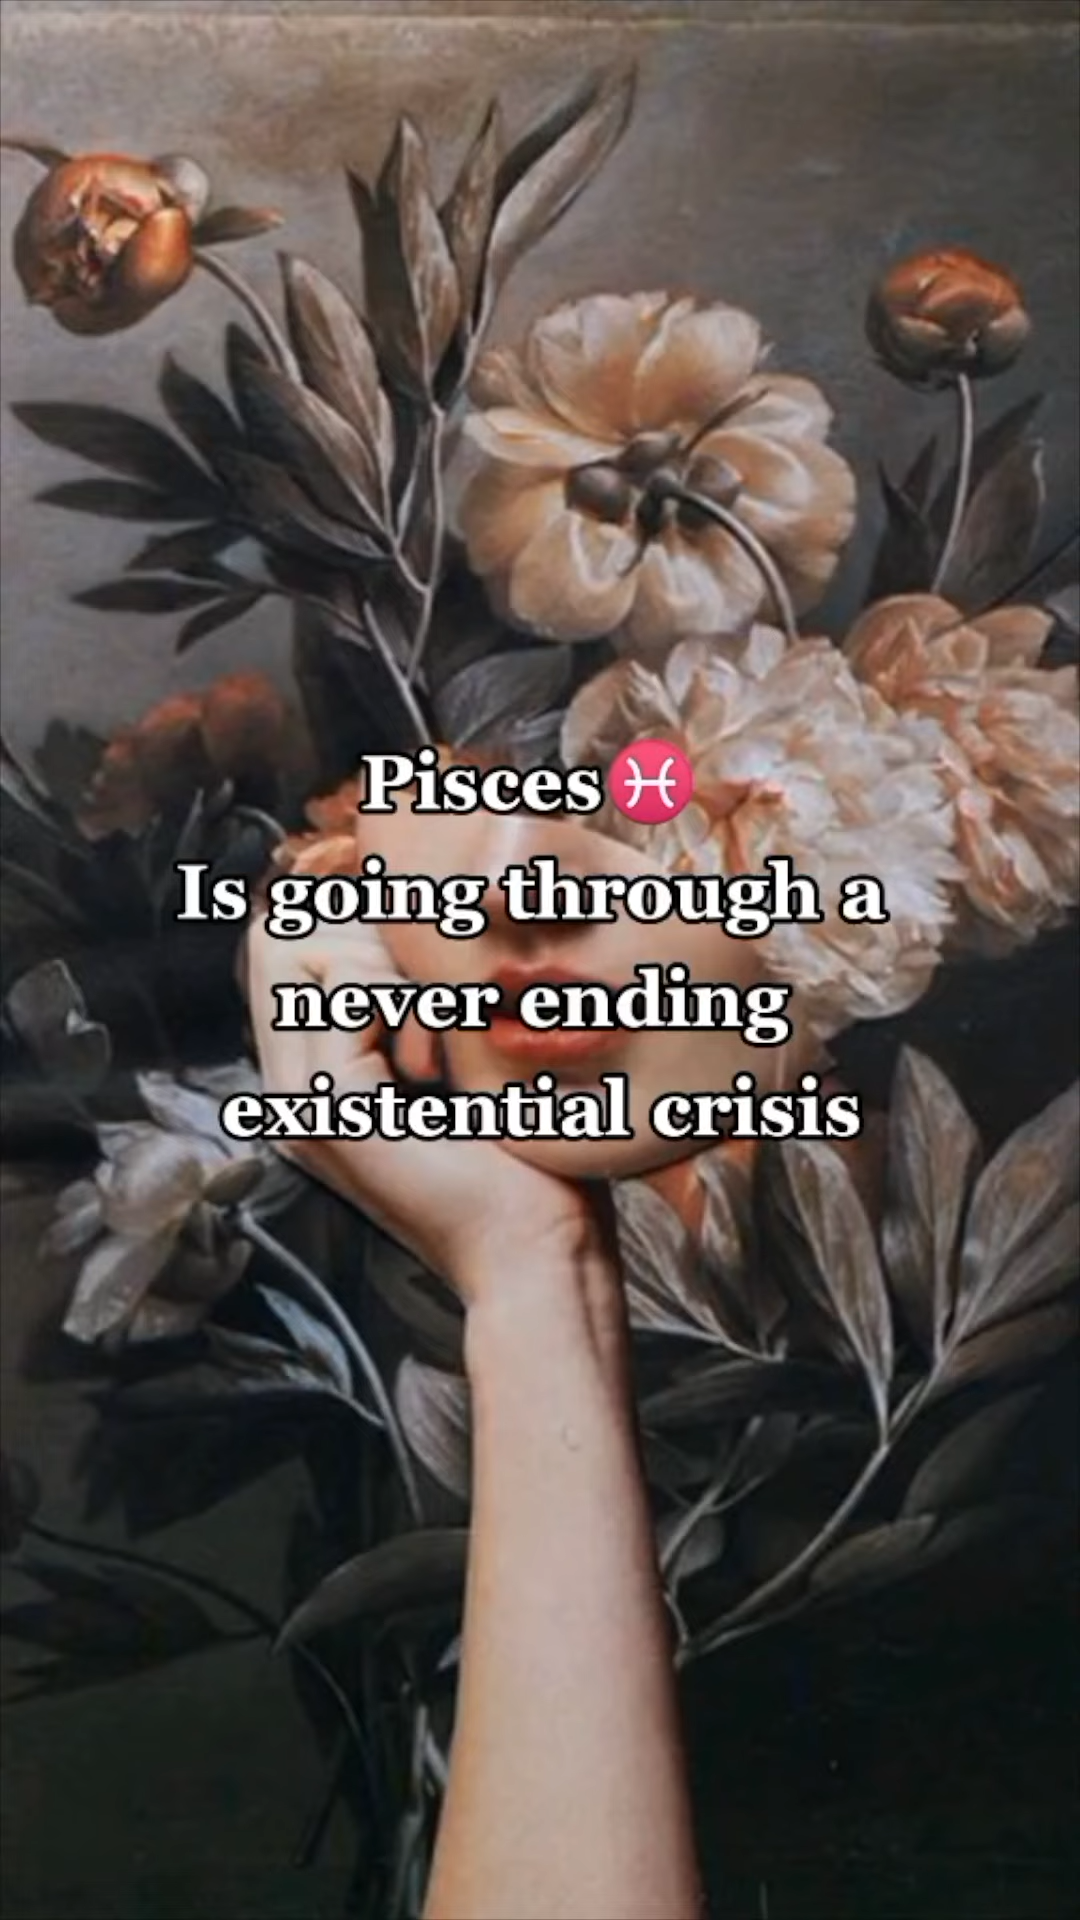 Pisces♓
Is going through a
never ending
existential crisis